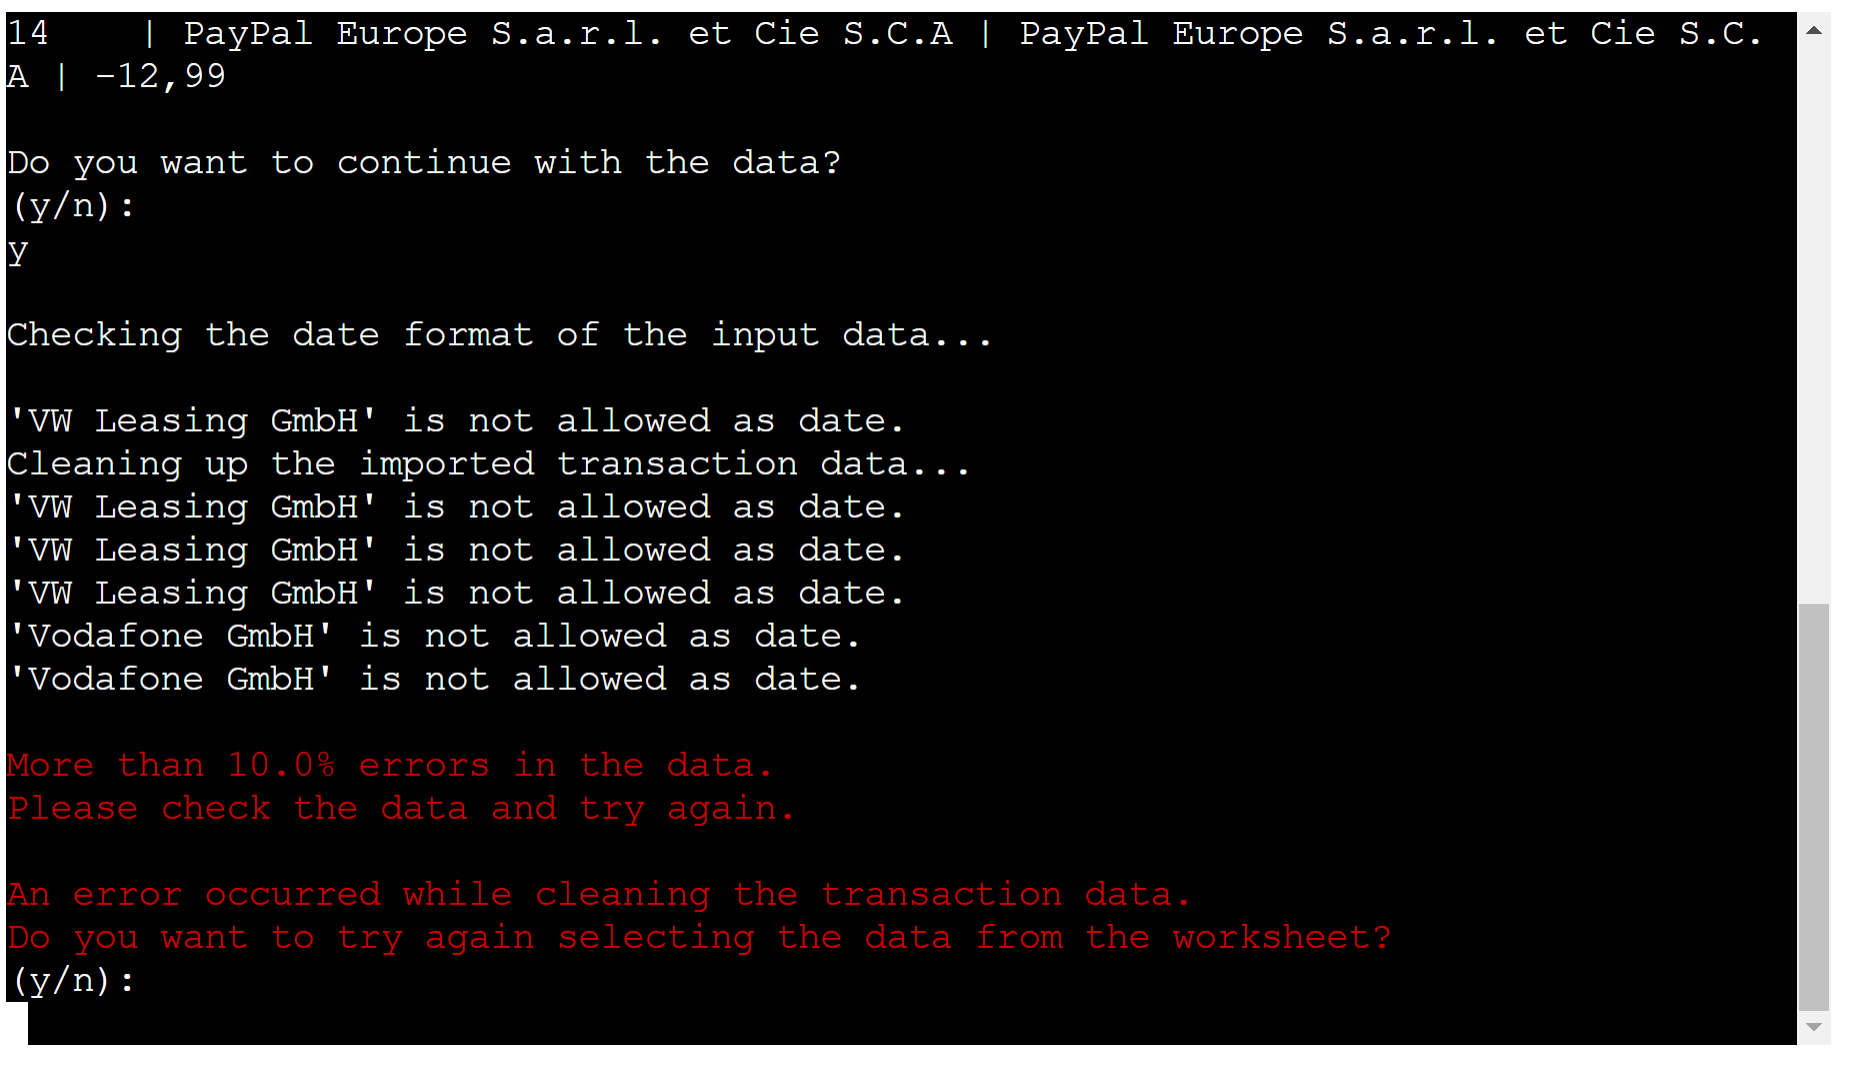 14    | PayPal Europe S.a.r.l. et Cie S.C.A | PayPal Europe S.a.r.l. et Cie S.C.
A | -12,99
Do you want to continue with the data?
(y/n):
y
Checking the date format of the input data...
'VW Leasing GmbH' is not allowed as date.
Cleaning up the imported transaction data...
'VW Leasing GmbH' is not allowed as date.
'VW Leasing GmbH' is not allowed as date.
'VW Leasing GmbH' is not allowed as date.
'Vodafone GmbH' is not allowed as date.
'Vodafone GmbH' is not allowed as date.
More than 10.0% errors in the data.
Please check the data and try again.
An error occurred while cleaning the transaction data.
Do you want to try again selecting the data from the worksheet?
(y/n):